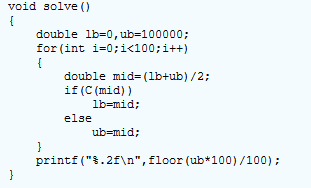 void solve()
{
    double lb=0,ub=100000;
    for(int i=0;i<100;i++)
    {
        double mid=(lb+ub)/2;
        if(C(mid))
            lb=mid;
        else
            ub=mid;
    }
    printf("%.2f\n",floor(ub*100)/100);
}